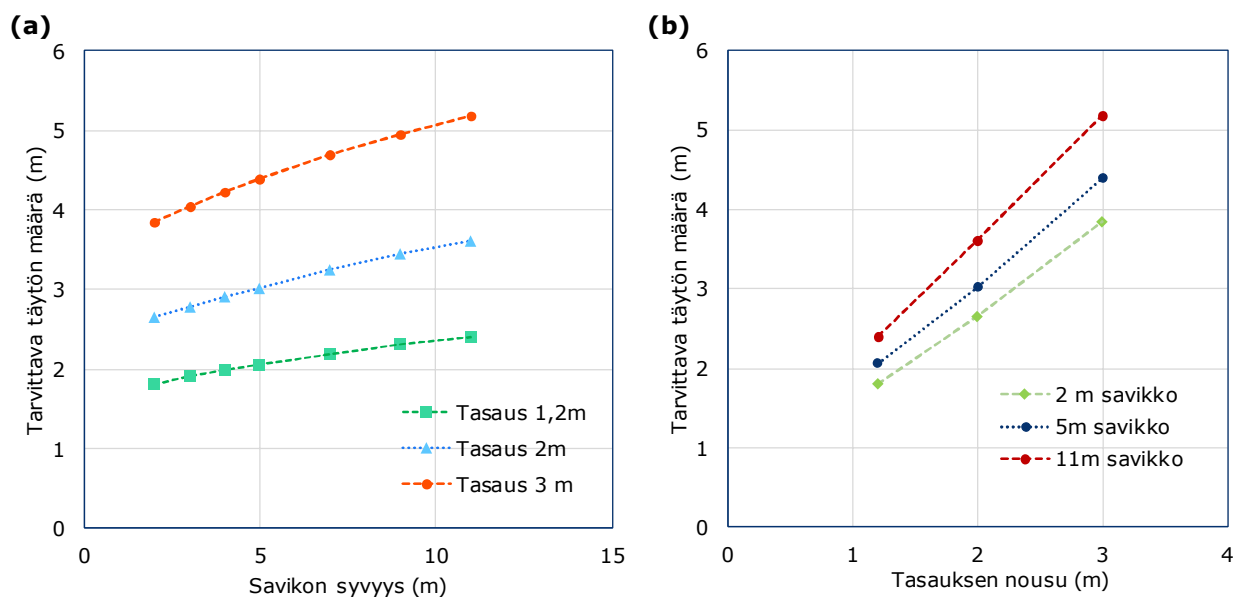 (a)
Tarvittava täytön määrä (m)
6
5
4
3
2
1
0
Tasaus 1,2m
Tasaus 2m
Tasaus 3 m
0
5
10
15
Savikon syvyys (m)
(b)
Tarvittava täytön määrä (m)
6
5
4
3
2
1
0
2 m savikko
5m savikko
11m savikko
0
1
2
3
4
Tasauksen nousu (m)